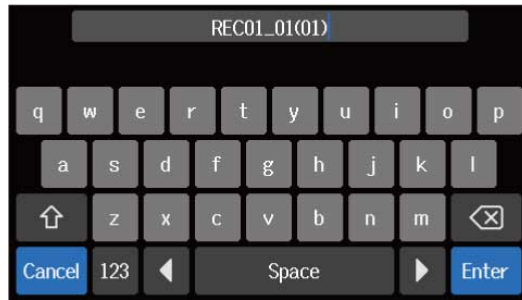 REC01_01(01)
q w e r t y u i o p
a s d f g h j k l
z x c v b n m
Cancel 123 Space Enter